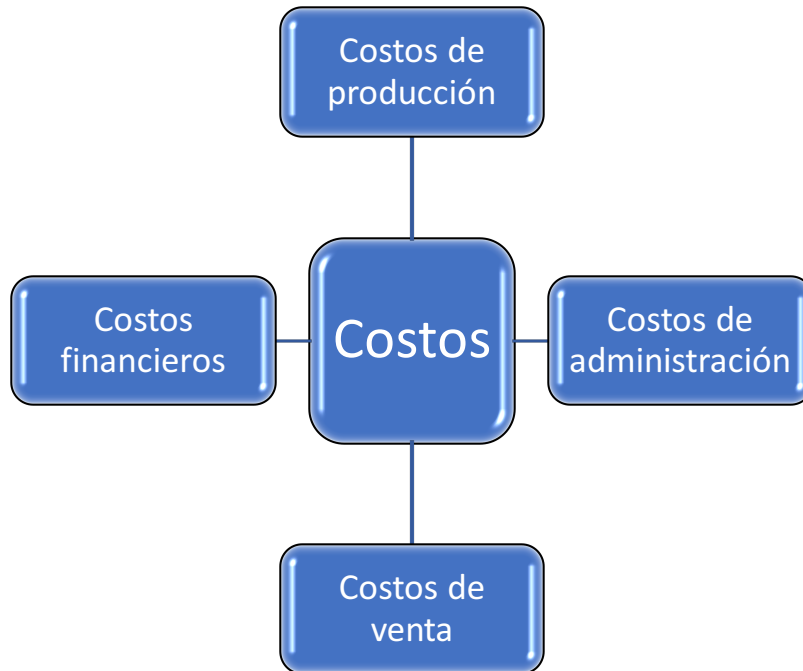 Costos de
producción
Costos
financieros
Costos
Costos de
administración
Costos de
venta